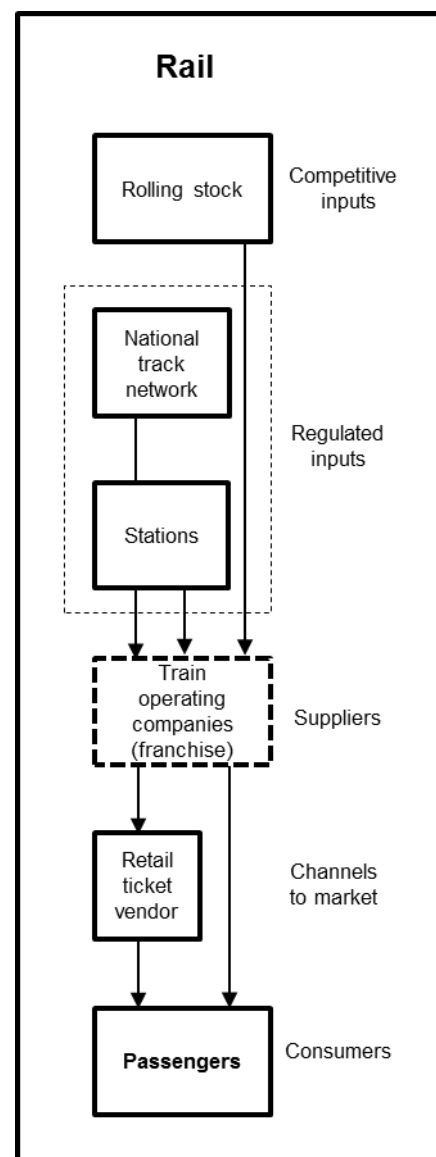 Rail
Rolling stock
Competitive
inputs
National
track
network
Regulated
inputs
Stations
Train
operating
companies
(franchise)
Suppliers
Retail
ticket
vendor
Channels
to market
Passengers
Consumers